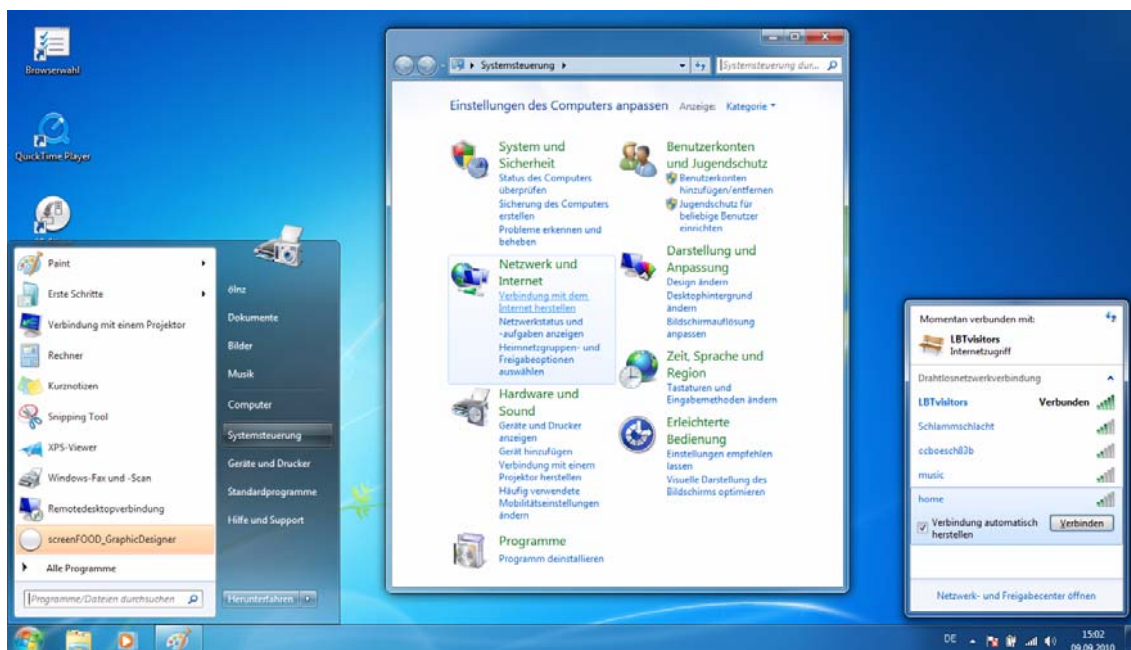 Browserwahl
QuickTime Player
Paint
Erste Schritte
Verbindung mit einem Projektor
Rechner
Kurznotizen
Snipping Tool
XPS-Viewer
Windows-Fax und -Scan
Remotedesktopverbindung
screenFOOD_GraphicDesigner
Alle Programme
Programme/Dateien durchsuchen
ölnz
Dokumente
Bilder
Musik
Computer
Systemsteuerung
Geräte und Drucker
Standardprogramme
Hilfe und Support
Herunterfahren
Systemsteuerung
Systemsteuerung dur...
Einstellungen des Computers anpassen Anzeige: Kategorie
System und
Sicherheit
Status des Computers
überprüfen
Sicherung des Computers
erstellen
Probleme erkennen und
beheben
Netzwerk und
Internet
Verbindung mit dem
Internet herstellen
Netzwerkstatus und
-aufgaben anzeigen
Heimnetzgruppen- und
Freigabeoptionen
auswählen
Hardware und
Sound
Geräte und Drucker
anzeigen
Gerät hinzufügen
Verbindung mit einem
Projektor herstellen
Häufig verwendete
Mobilitätseinstellungen
ändern
Programme
Programm deinstallieren
Benutzerkonten
und Jugendschutz
Benutzerkonten
hinzufügen/entfernen
Jugendschutz für
beliebige Benutzer
einrichten
Darstellung und
Anpassung
Design ändern
Desktophintergrund
ändern
Bildschirmauflösung
anpassen
Zeit, Sprache und
Region
Tastaturen und
Eingabemethoden ändern
Erleichterte
Bedienung
Einstellungen empfehlen
lassen
Visuelle Darstellung des
Bildschirms optimieren
Momentan verbunden mit:
LBTvisitors
Internetzugriff
Drahtlosnetzwerkverbindung
LBTvisitors Verbunden
Schlammschlacht
ccboesch83b
music
home
Verbindung automatisch
herstellen
Verbinden
Netzwerk- und Freigabecenter öffnen
DE
15:02
09.09.2010